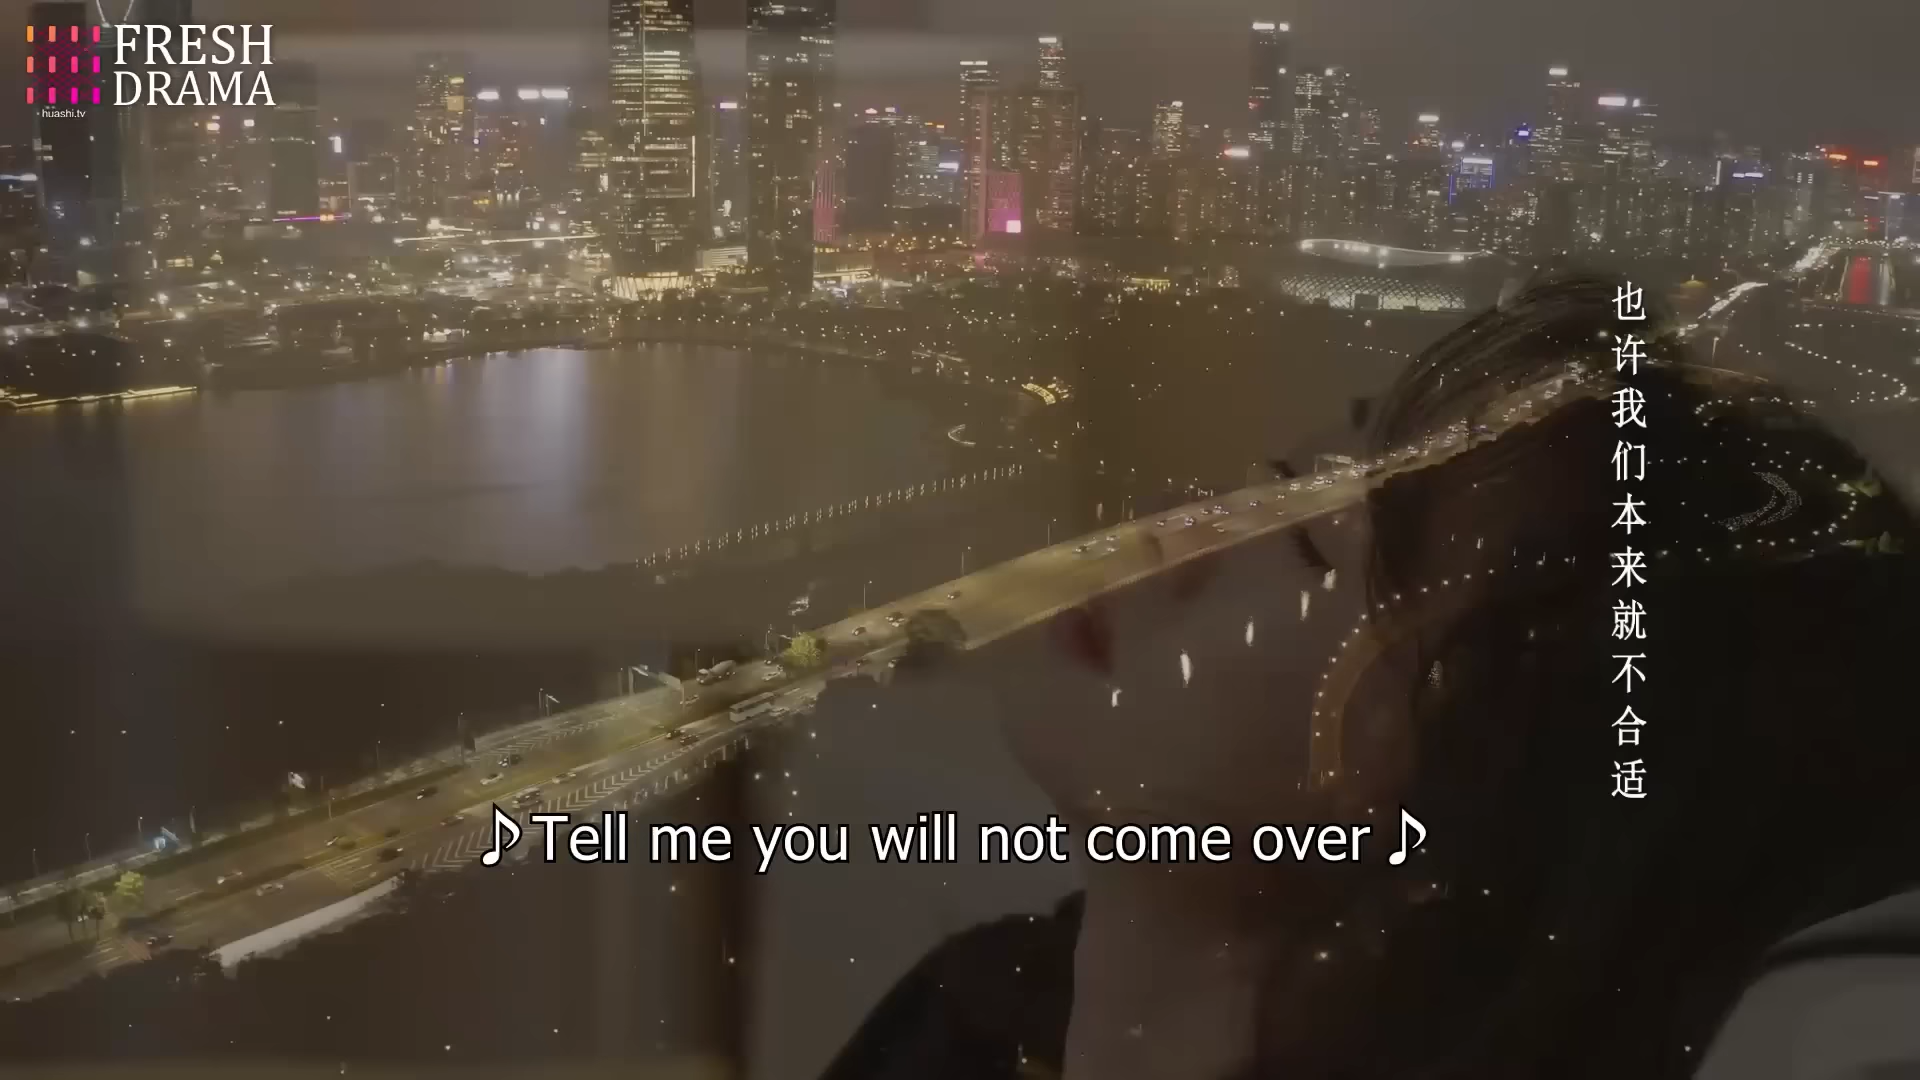 FRESH
DRAMA
huashi.tv
也许我们本来就不合适
♪Tell me you will not come over♪